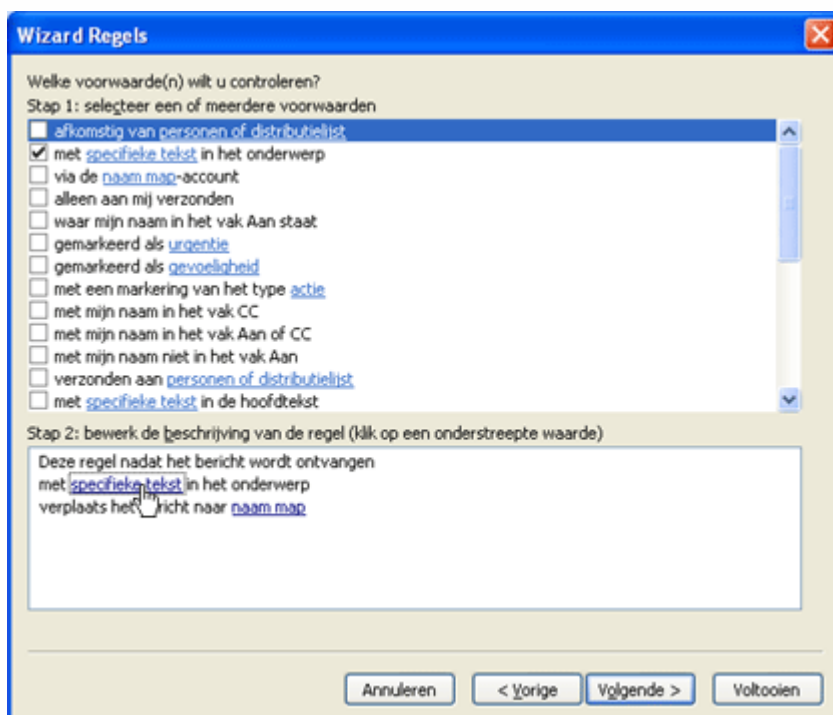 Wizard Regels
Welke voorwaarde(n) wilt u controleren?
Stap 1: selecteer een of meerdere voorwaarden
afkomstig van personen of distributielijst
met specifieke tekst in het onderwerp
via de naam map-account
alleen aan mij verzonden
waar mijn naam in het vak Aan staat
gemarkeerd als urgentie
gemarkeerd als gevoeligheid
met een markering van het type actie
met mijn naam in het vak CC
met mijn naam in het vak Aan of CC
met mijn naam niet in het vak Aan
verzonden aan personen of distributielijst
met specifieke tekst in de hoofdtekst
Stap 2: bewerk de beschrijving van de regel (klik op een onderstreepte waarde)
Deze regel nadat het bericht wordt ontvangen
met specifieke tekst in het onderwerp
verplaats het richt naar naam map
Annuleren
< Vorige
Volgende >
Voltooien